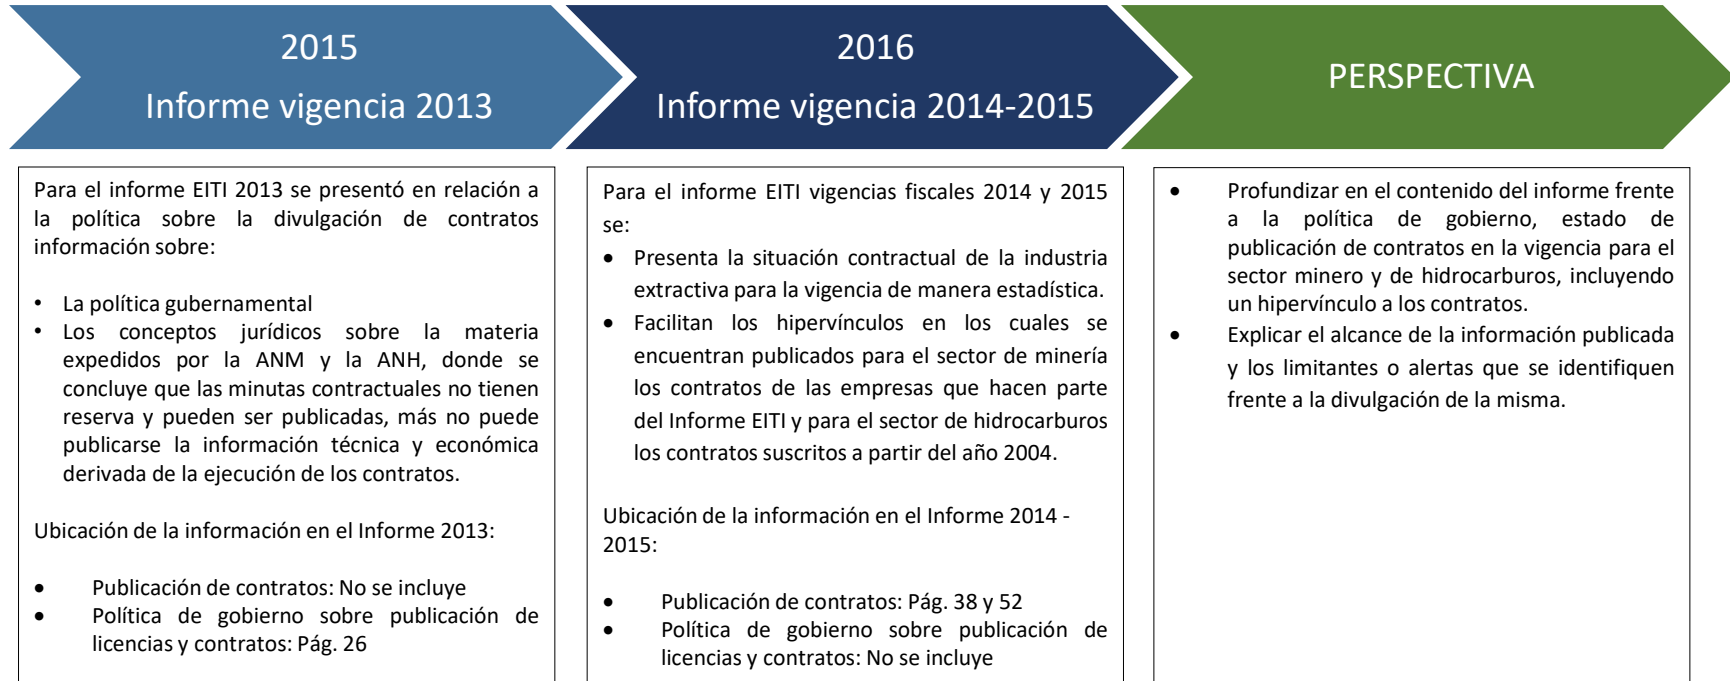 2015
Informe vigencia 2013
2016
Informe vigencia 2014-2015
PERSPECTIVA
Para el informe EITI 2013 se presentó en relación a
la política sobre la divulgación de contratos
información sobre:
• La política gubernamental
• Los conceptos jurídicos sobre la materia
expedidos por la ANM y la ANH, donde se
concluye que las minutas contractuales no tienen
reserva y pueden ser publicadas, más no puede
publicarse la información técnica y económica
derivada de la ejecución de los contratos.
Ubicación de la información en el Informe 2013:
• Publicación de contratos: No se incluye
• Política de gobierno sobre publicación de
licencias y contratos: Pág. 26
Para el informe EITI vigencias fiscales 2014 y 2015
se:
• Presenta la situación contractual de la industria
extractiva para la vigencia de manera estadística.
• Facilitan los hipervínculos en los cuales se
encuentran publicados para el sector de minería
los contratos de las empresas que hacen parte
del Informe EITI y para el sector de hidrocarburos
los contratos suscritos a partir del año 2004.
Ubicación de la información en el Informe 2014 -
2015:
• Publicación de contratos: Pág. 38 y 52
• Política de gobierno sobre publicación de
licencias y contratos: No se incluye
• Profundizar en el contenido del informe frente
a la política de gobierno, estado de
publicación de contratos en la vigencia para el
sector minero y de hidrocarburos, incluyendo
un hipervínculo a los contratos.
• Explicar el alcance de la información publicada
y los limitantes o alertas que se identifiquen
frente a la divulgación de la misma.